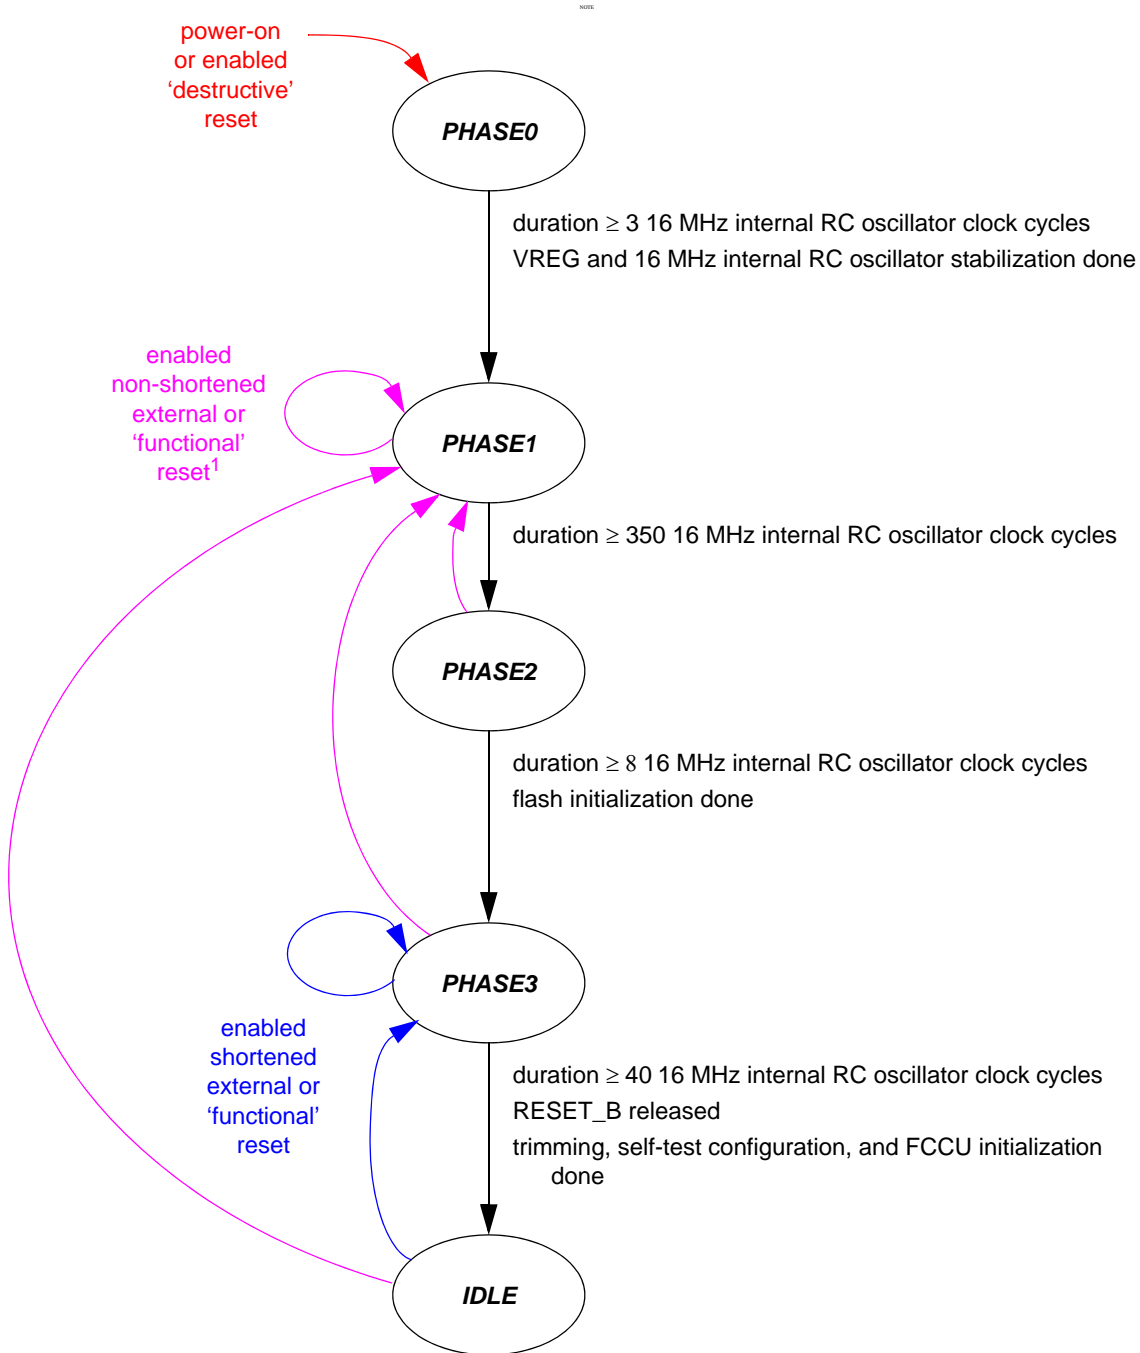 NOTE
power-on
or enabled
‘destructive’
reset
PHASE0
duration ≥ 3 16 MHz internal RC oscillator clock cycles
VREG and 16 MHz internal RC oscillator stabilization done
enabled
non-shortened
external or
‘functional’
reset1
PHASE1
duration ≥ 350 16 MHz internal RC oscillator clock cycles
PHASE2
duration ≥ 8 16 MHz internal RC oscillator clock cycles
flash initialization done
PHASE3
enabled
shortened
external or
‘functional’
reset
duration ≥ 40 16 MHz internal RC oscillator clock cycles
RESET_B released
trimming, self-test configuration, and FCCU initialization
done
IDLE